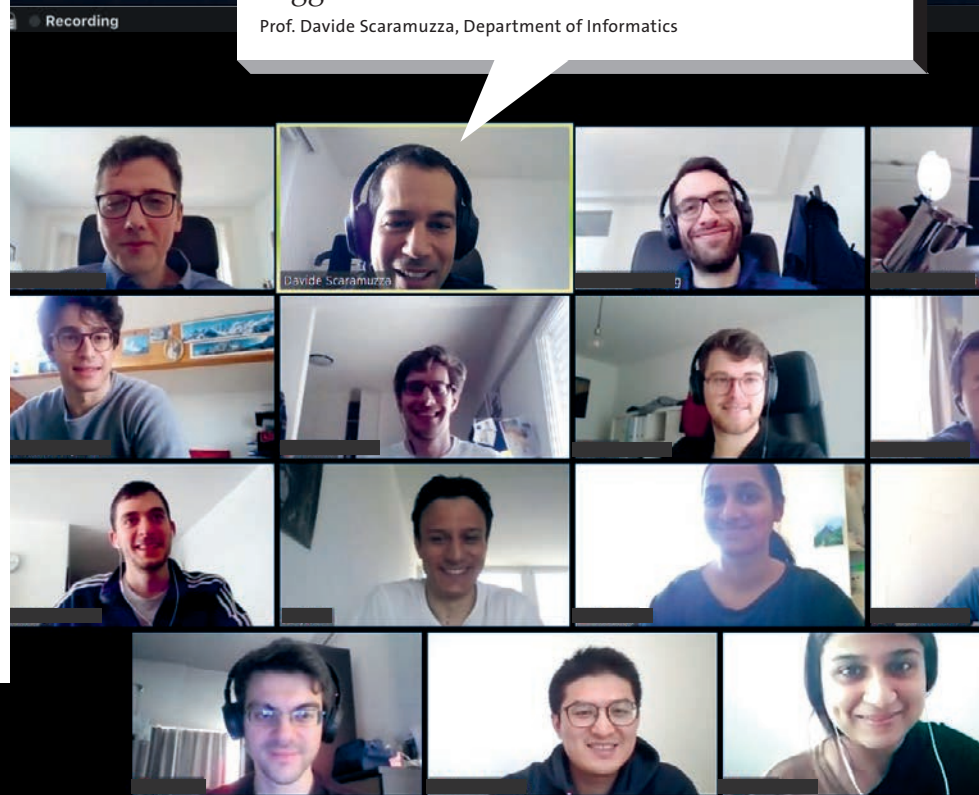 Recording
Prof. Davide Scaramuzza, Department of Informatics
Davide Scaramuzza
g